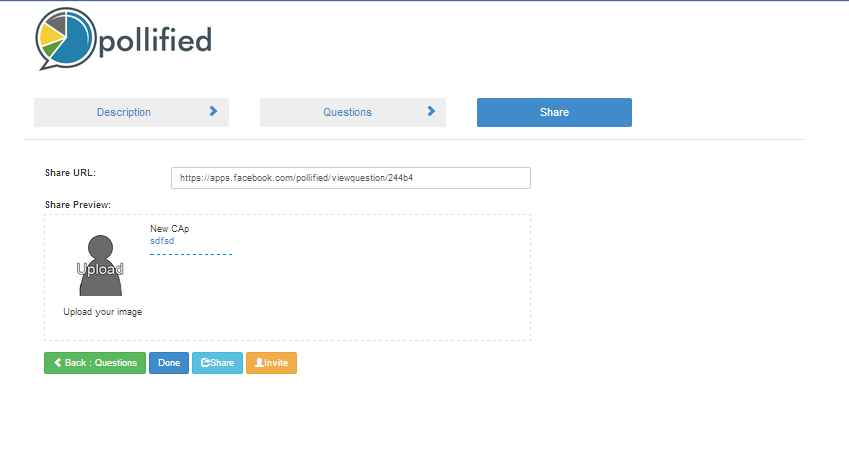 pollified
Description
Questions
Share
Share URL:
https://apps.facebook.com/pollified/viewquestion/244b4
Share Preview:
New CAp
sdfsd
Upload
Upload your image
Back : Questions
Done
Share
Invite